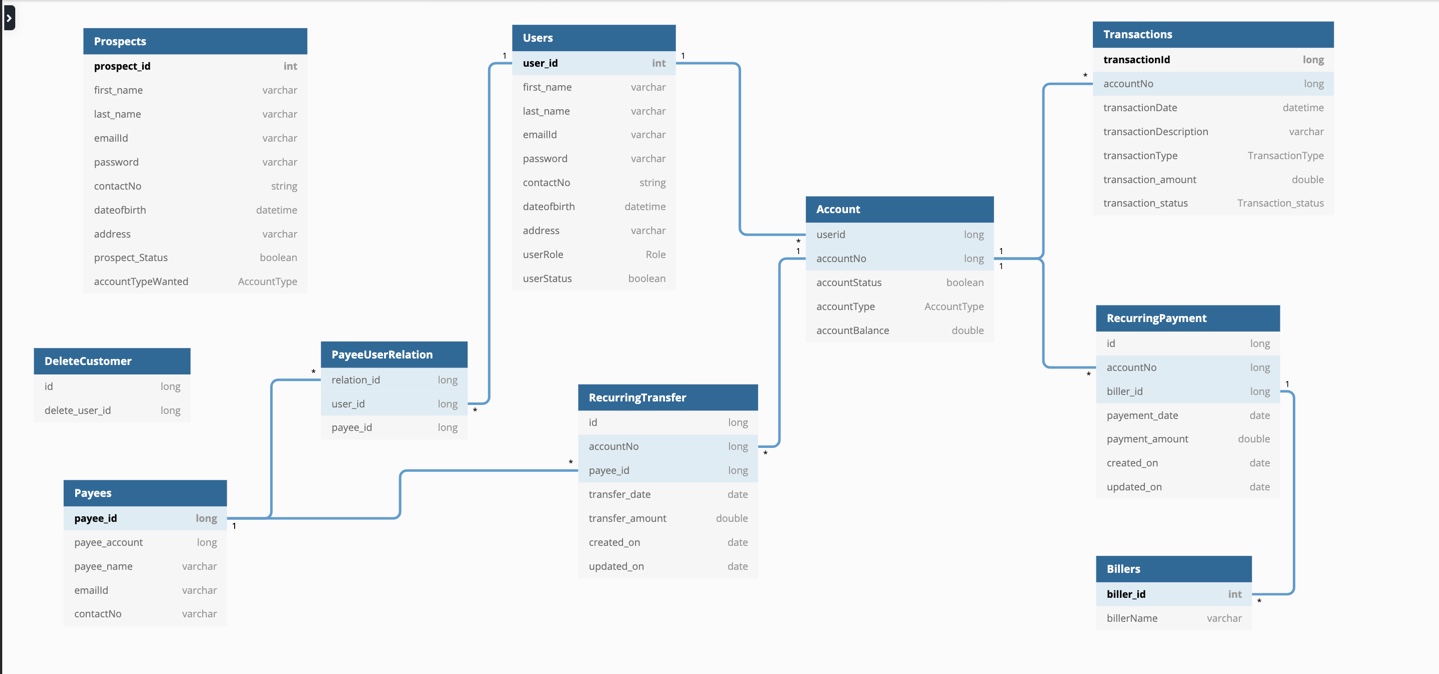 Prospects
prospect_id int
first_name varchar
last_name varchar
emailId varchar
password varchar
contactNo string
dateofbirth datetime
address varchar
prospect_Status boolean
accountTypeWanted AccountType
Users
1 user_id int 1
first_name varchar
last_name varchar
emailId varchar
password varchar
contactNo string
dateofbirth datetime
address varchar
userRole Role
userStatus boolean
Transactions
transactionId long
* accountNo long
transactionDate datetime
transactionDescription varchar
transactionType TransactionType
transaction_amount double
transaction_status Transaction_status
Account
* userid long
1 accountNo long 1
1
accountStatus boolean
accountType AccountType
accountBalance double
DeleteCustomer
id long
delete_user_id long
PayeeUserRelation
* relation_id long
user_id long *
payee_id long
RecurringTransfer
id long
accountNo long *
* payee_id long
transfer_date date
transfer_amount double
created_on date
updated_on date
RecurringPayment
id long
* accountNo long
biller_id long 1
payement_date date
payment_amount double
created_on date
updated_on date
Payees
payee_id long 1
payee_account long
payee_name varchar
emailId varchar
contactNo varchar
Billers
biller_id int *
billerName varchar